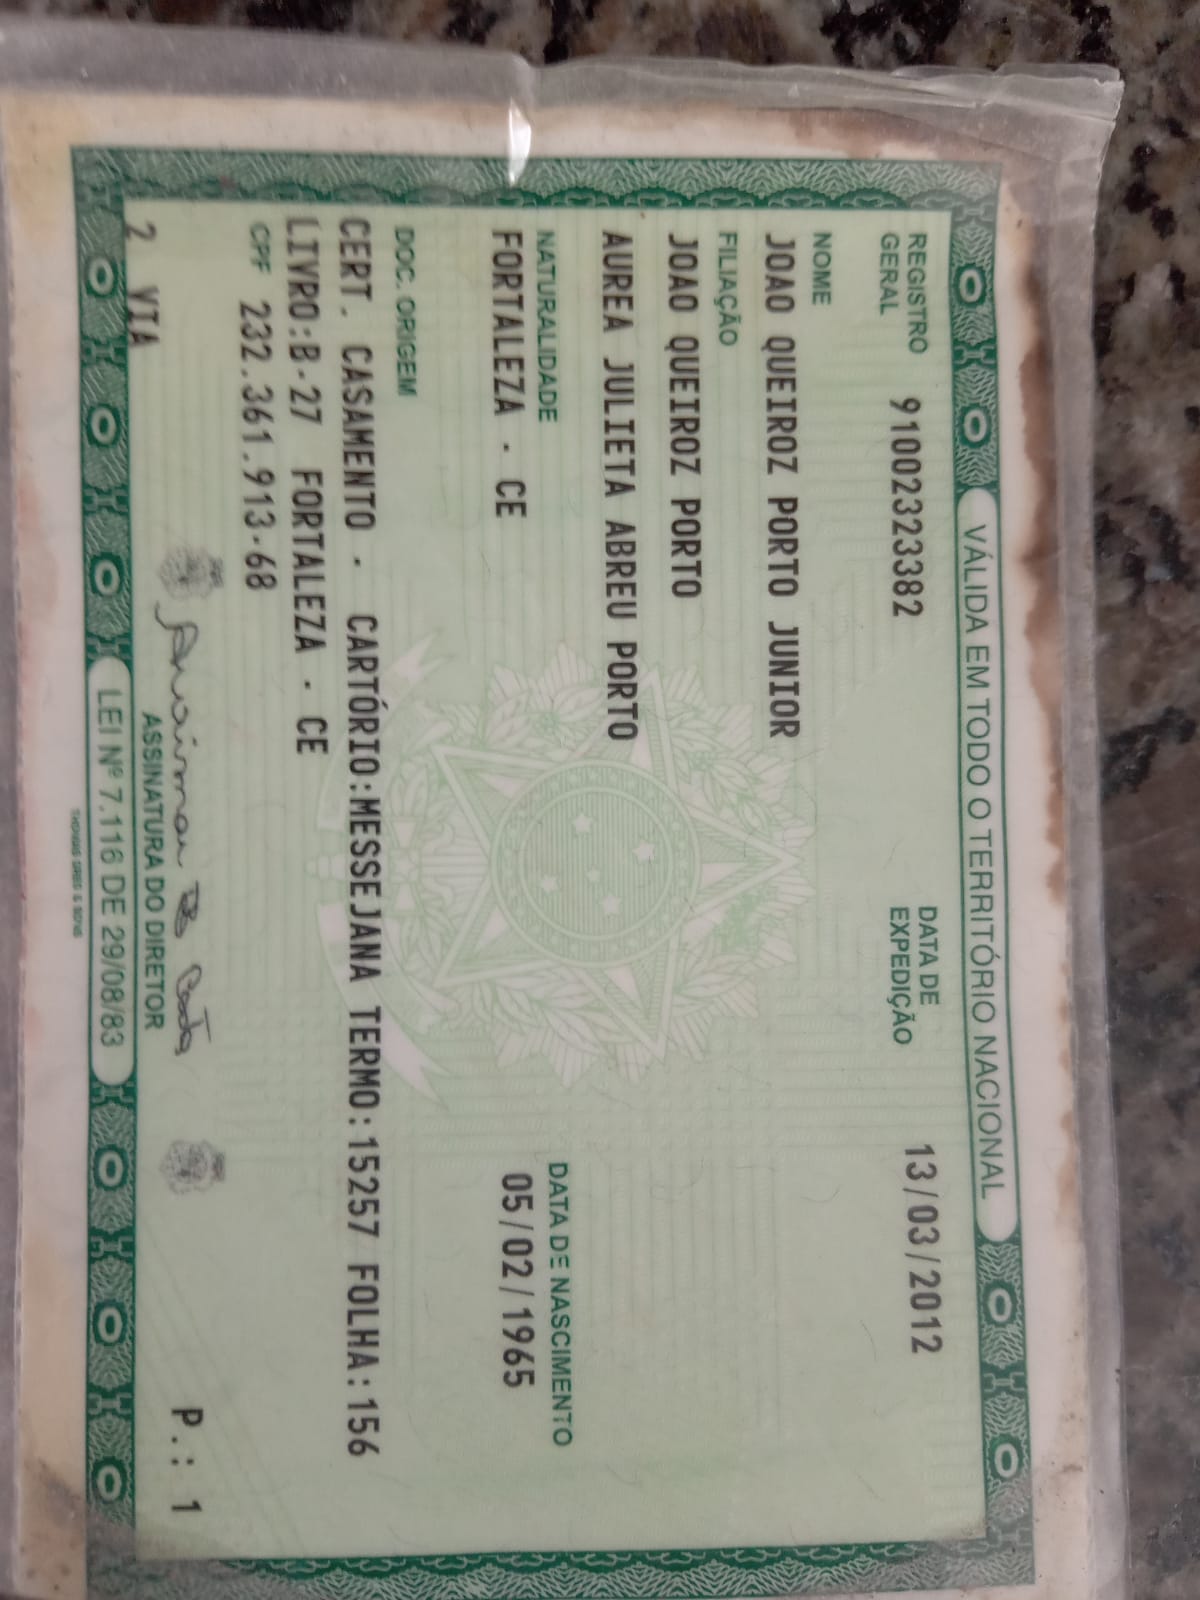 VÁLIDA EM TODO O TERRITÓRIO NACIONAL
REGISTRO GERAL 91002323382 DATA DE EXPEDIÇÃO 13/03/2012
NOME
JOAO QUEIROZ PORTO JUNIOR
FILIAÇÃO
JOAO QUEIROZ PORTO
AUREA JULIETA ABREU PORTO
NATURALIDADE DATA DE NASCIMENTO
FORTALEZA - CE 05/02/1965
DOC. ORIGEM
CERT. CASAMENTO - CARTÓRIO:MESSEJANA TERMO:15257 FOLHA:156
LIVRO:B-27 FORTALEZA - CE
CPF 232.361.913-68
2 VIA P.: 1
ASSINATURA DO DIRETOR
LEI Nº 7.116 DE 29/08/83